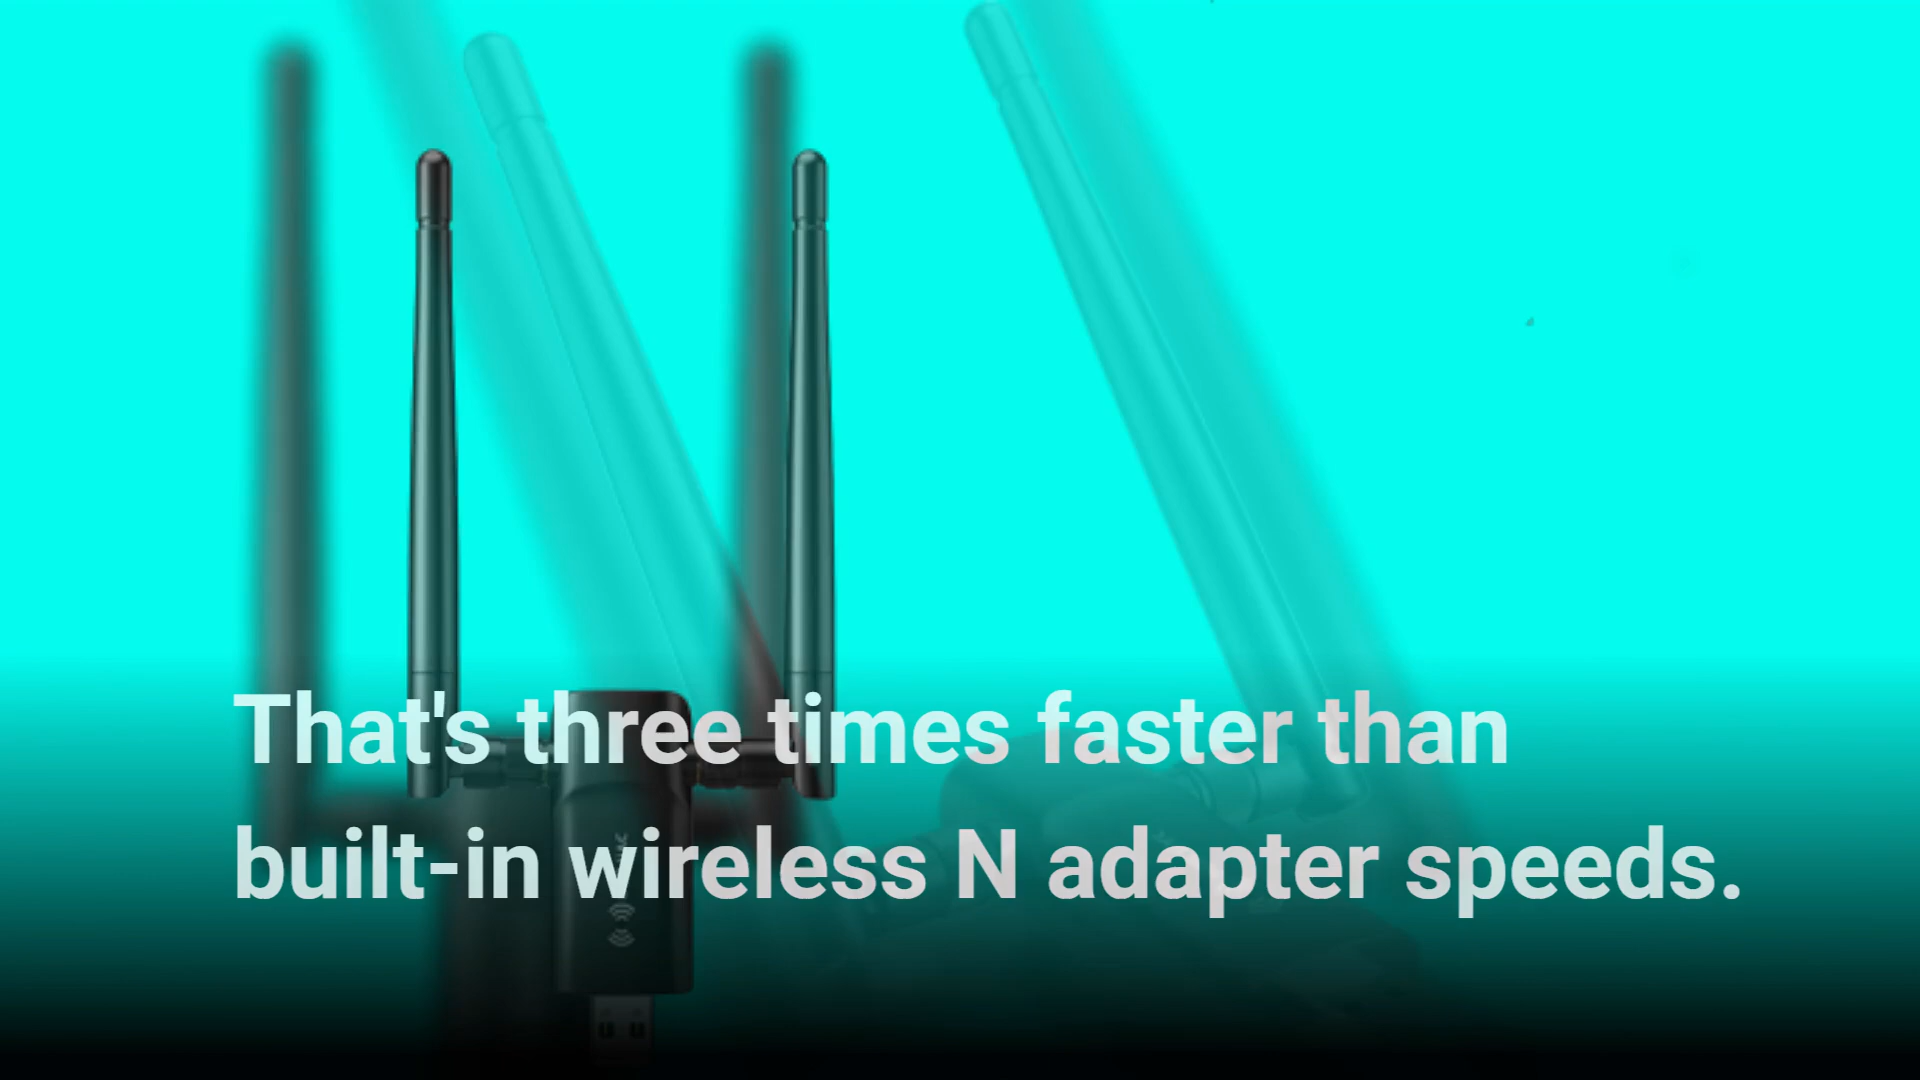 That's three times faster than
built-in wireless N adapter speeds.